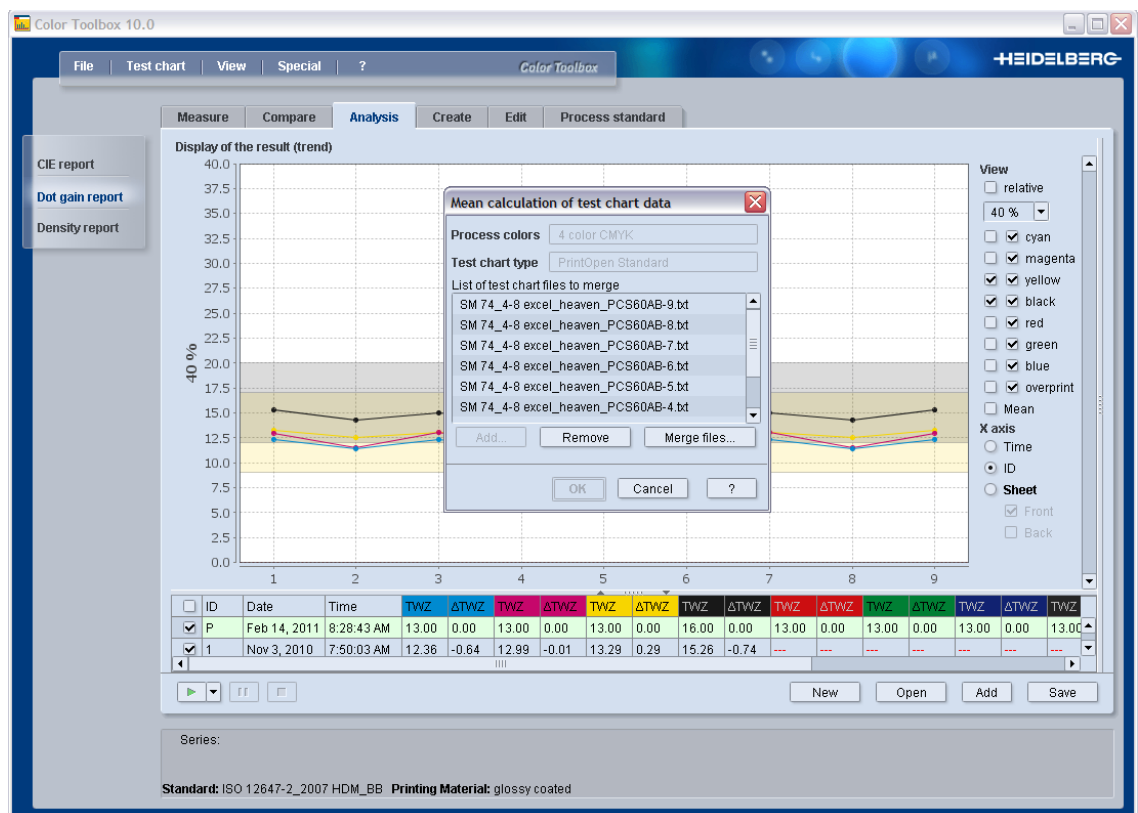 Color Toolbox 10.0
File Test chart View Special ? Color Toolbox HEIDELBERG
Measure Compare Analysis Create Edit Process standard
CIE report
Dot gain report
Density report
Display of the result (trend)
40.0
37.5
35.0
32.5
30.0
27.5
25.0
22.5
20.0
17.5
15.0
12.5
10.0
7.5
5.0
2.5
0.0
40 %
1 2 3 4 5 6 7 8 9
Mean calculation of test chart data
Process colors 4 color CMYK
Test chart type PrintOpen Standard
List of test chart files to merge
SM 74_4-8 excel_heaven_PCS60AB-9.txt
SM 74_4-8 excel_heaven_PCS60AB-8.txt
SM 74_4-8 excel_heaven_PCS60AB-7.txt
SM 74_4-8 excel_heaven_PCS60AB-6.txt
SM 74_4-8 excel_heaven_PCS60AB-5.txt
SM 74_4-8 excel_heaven_PCS60AB-4.txt
Add... Remove Merge files...
OK Cancel ?
View
relative
40 %
cyan
magenta
yellow
black
red
green
blue
overprint
Mean
X axis
Time
ID
Sheet
Front
Back
ID Date Time TWZ ΔTWZ TWZ ΔTWZ TWZ ΔTWZ TWZ ΔTWZ TWZ ΔTWZ TWZ ΔTWZ TWZ ΔTWZ TWZ
P Feb 14, 2011 8:28:43 AM 13.00 0.00 13.00 0.00 13.00 0.00 16.00 0.00 13.00 0.00 13.00 0.00 13.00 0.00 13.00
1 Nov 3, 2010 7:50:03 AM 12.36 -0.64 12.99 -0.01 13.29 0.29 15.26 -0.74 --- --- --- --- --- --- ---
New Open Add Save
Series:
Standard: ISO 12647-2_2007 HDM_BB Printing Material: glossy coated